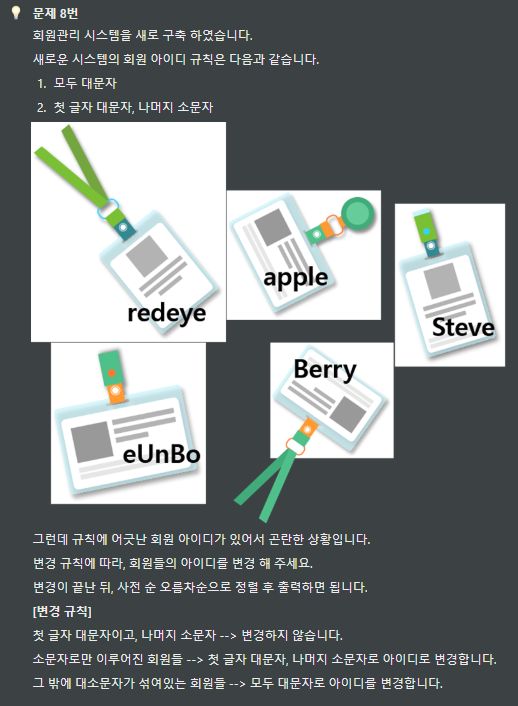 문제 8번
회원관리 시스템을 새로 구축 하였습니다.
새로운 시스템의 회원 아이디 규칙은 다음과 같습니다.
1. 모두 대문자
2. 첫 글자 대문자, 나머지 소문자
redeye
apple
Steve
eUnBo
Berry
그런데 규칙에 어긋난 회원 아이디가 있어서 곤란한 상황입니다.
변경 규칙에 따라, 회원들의 아이디를 변경 해 주세요.
변경이 끝난 뒤, 사전 순 오름차순으로 정렬 후 출력하면 됩니다.
[변경 규칙]
첫 글자 대문자이고, 나머지 소문자 --> 변경하지 않습니다.
소문자로만 이루어진 회원들 --> 첫 글자 대문자, 나머지 소문자로 아이디로 변경합니다.
그 밖에 대소문자가 섞여있는 회원들 --> 모두 대문자로 아이디를 변경합니다.